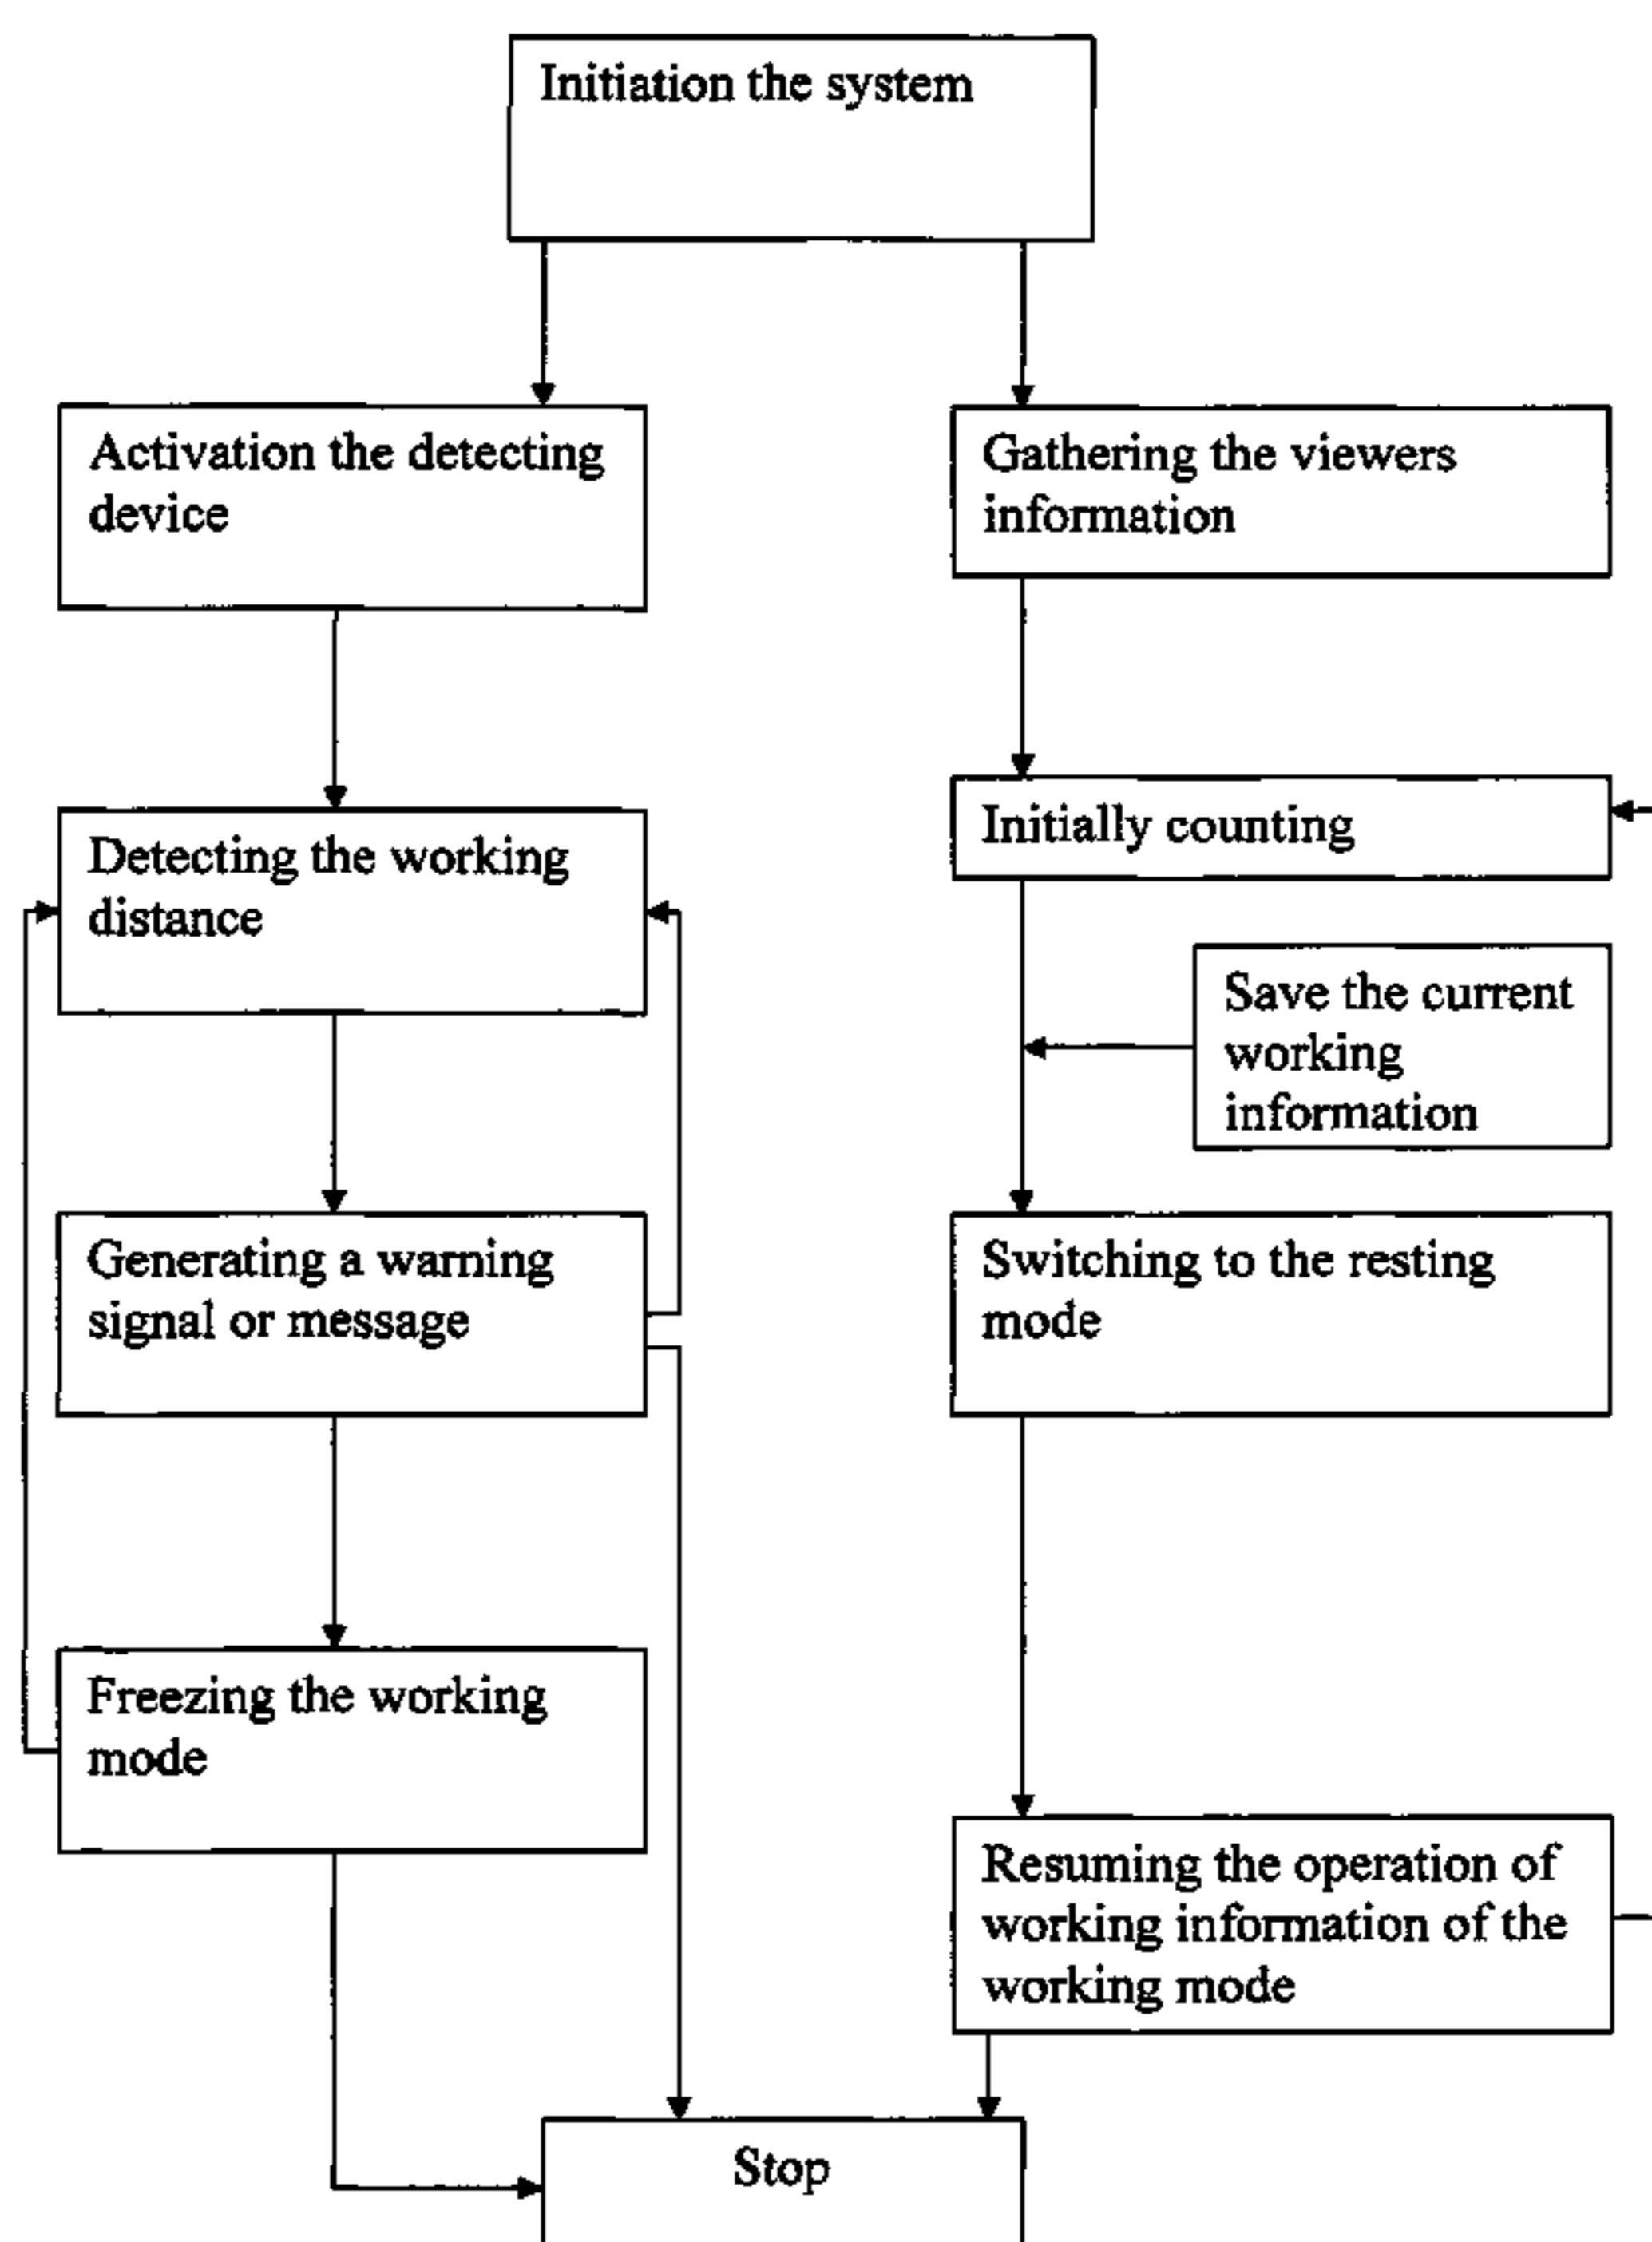 Initiation the system
Activation the detecting
device
Gathering the viewers
information
Detecting the working
distance
Initially counting
Save the current
working
information
Generating a warning
signal or message
Switching to the resting
mode
Freezing the working
mode
Resuming the operation of
working information of the
working mode
Stop